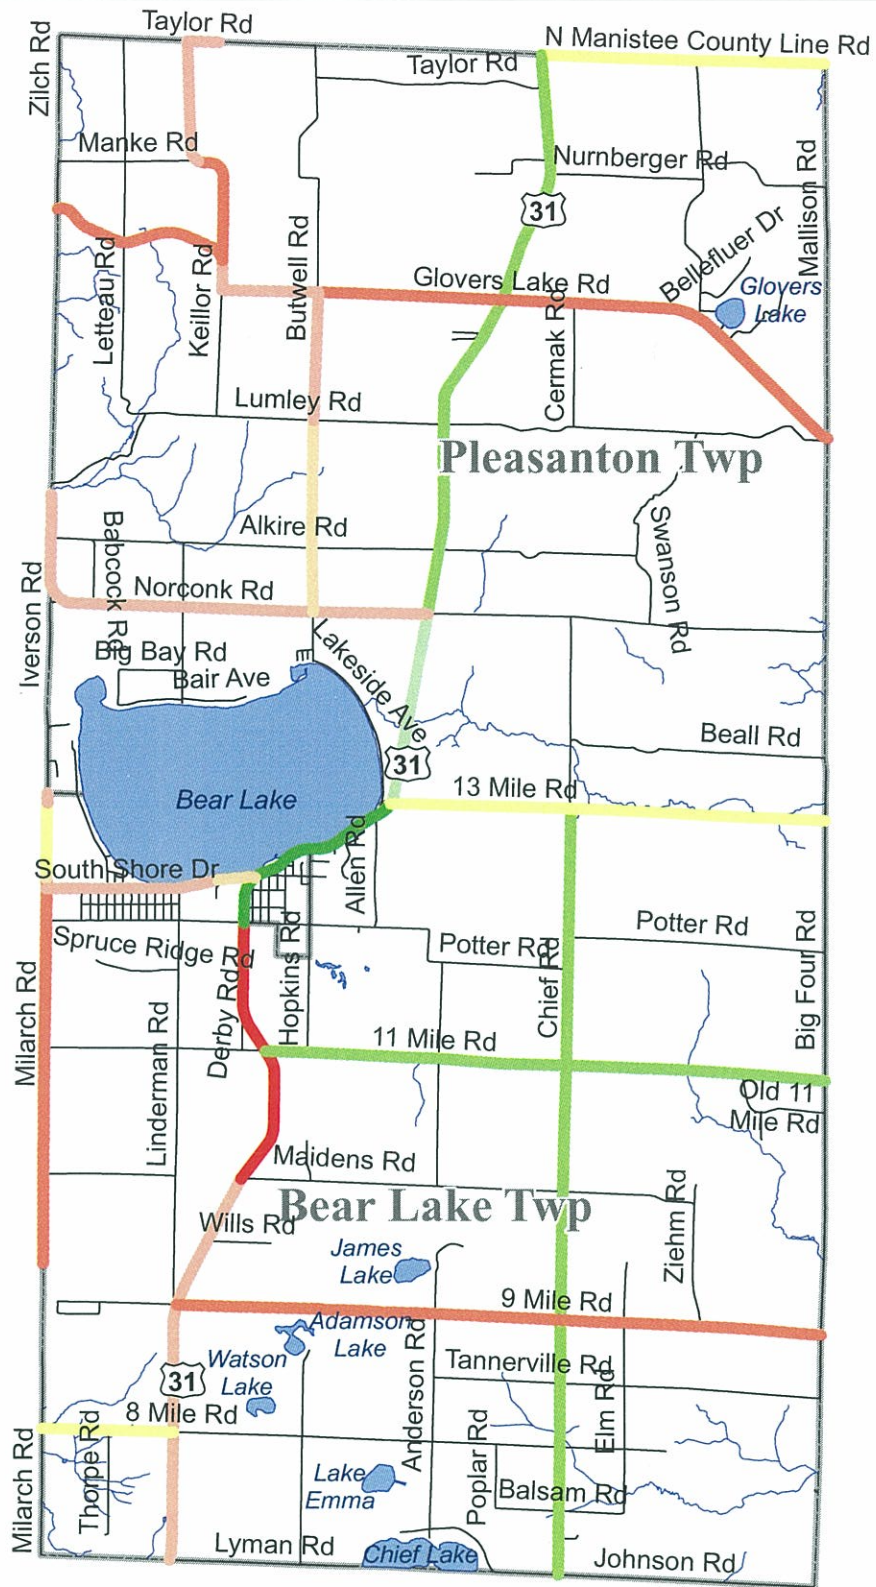 Taylor Rd
N Manistee County Line Rd
Zilch Rd
Taylor Rd
Manke Rd
Nurnberger Rd
Mallison Rd
31
Bellefluer Dr
Letteau Rd
Keillor Rd
Butwell Rd
Glovers Lake Rd
Glovers
Lake
Cermak Rd
Lumley Rd
Pleasanton Twp
Alkire Rd
Babcock Rd
Swanson Rd
Norconk Rd
Iverson Rd
Big Bay Rd
E Lakeside Ave
Bair Ave
Beall Rd
31
13 Mile Rd
Bear Lake
Allen Rd
South Shore Dr
Potter Rd
Spruce Ridge Rd
Potter Rd
Hopkins Rd
Chief Rd
Big Four Rd
Milarch Rd
Derby Rd
Linderman Rd
11 Mile Rd
Old 11
Mile Rd
Maidens Rd
Bear Lake Twp
Wills Rd
Ziehm Rd
James
Lake
9 Mile Rd
Adamson
Lake
Watson
Lake
31
Anderson Rd
Tannerville Rd
Elm Rd
8 Mile Rd
Milarch Rd
Thorpe Rd
Poplar Rd
Lake
Emma
Balsam Rd
Lyman Rd
Chief Lake
Johnson Rd